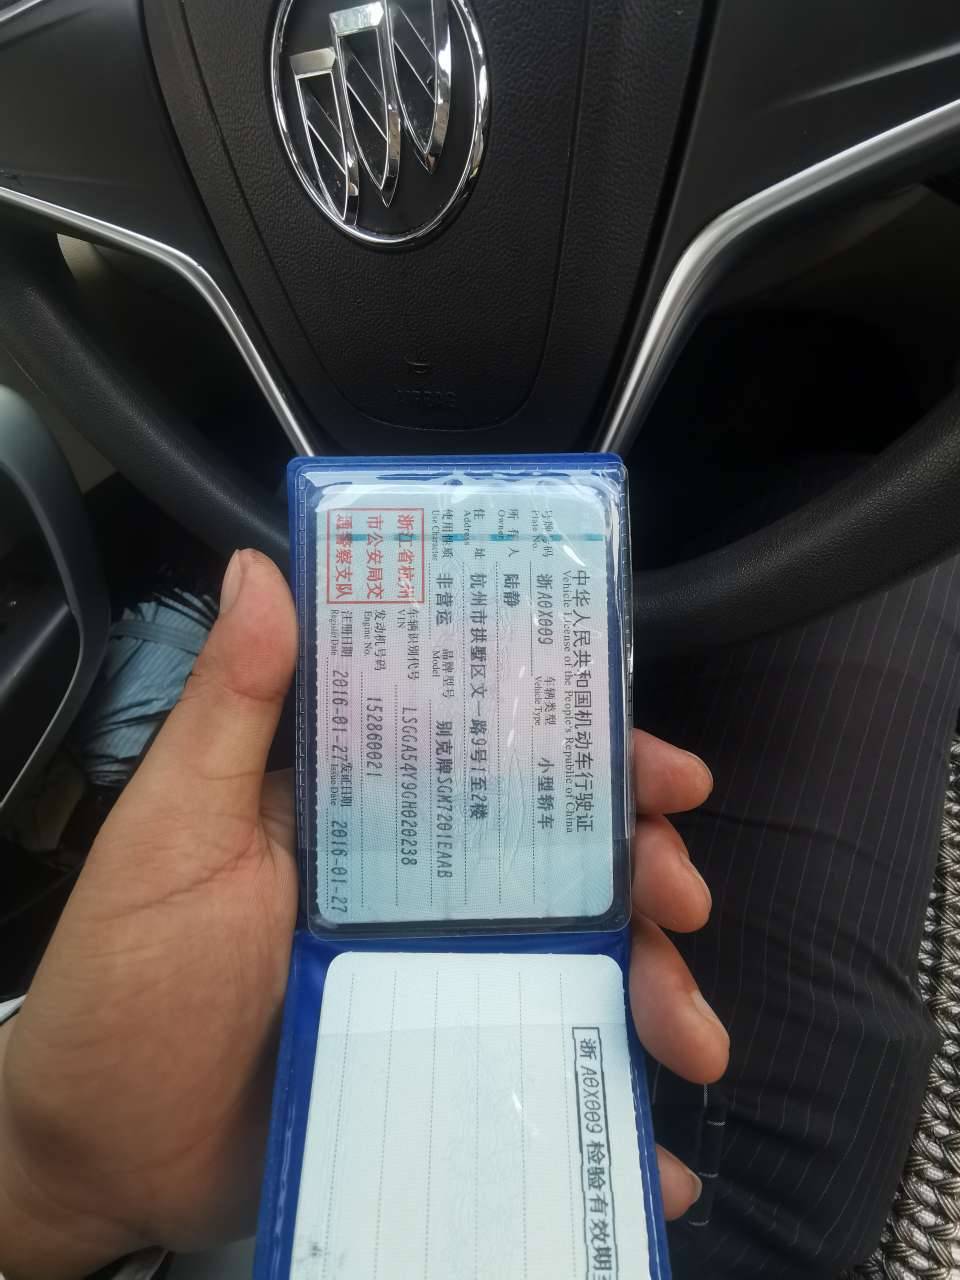 中华人民共和国机动车行驶证
Vehicle License of the People's Republic of China
号牌号码 浙A0X009 车辆类型 小型轿车
Plate No. Vehicle Type
所有人 陆静
Owner
住址 杭州市拱墅区文一路9号1至2楼
Address
使用性质 非营运 品牌型号 别克牌SGM7201EAAB
Use Character Model
浙江省杭州
市公安局交
通警察支队
车辆识别代号 LSGGA54Y9GH020238
VIN
发动机号码 152860021
Engine No.
注册日期 2016-01-27 发证日期 2016-01-27
Register Date Issue Date
浙A0X009检验有效期至
AIRBAG